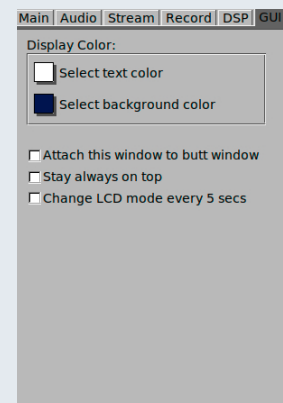 Main Audio Stream Record DSP GUI
Display Color:
Select text color
Select background color
Attach this window to butt window
Stay always on top
Change LCD mode every 5 secs